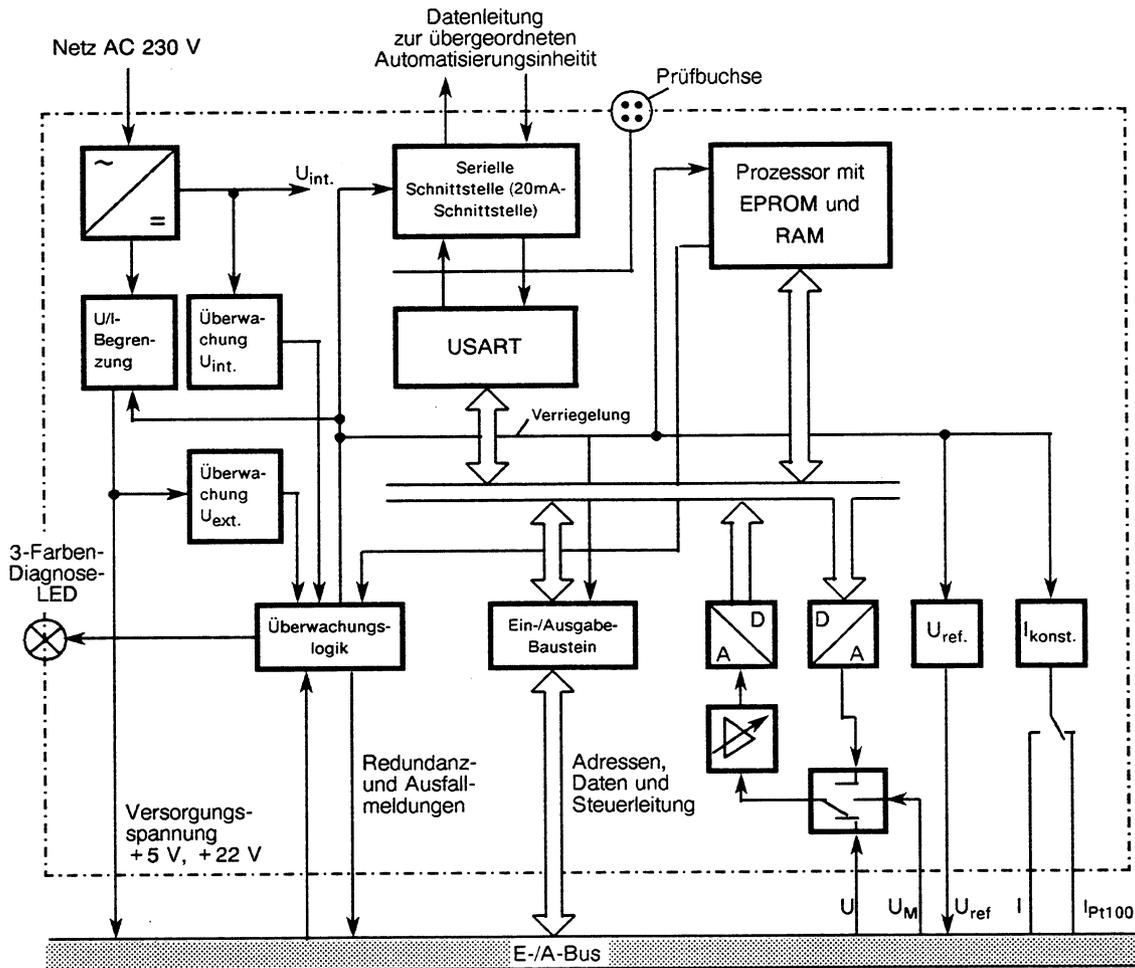 Datenleitung
zur übergeordneten
Automatisierungsinheitit
Netz AC 230 V
Prüfbuchse
~
=
U int.
Serielle
Schnittstelle (20mA-
Schnittstelle)
Prozessor mit
EPROM und
RAM
U/I-
Begren-
zung
Überwa-
chung
U int.
USART
Verriegelung
Überwa-
chung
U ext.
3-Farben-
Diagnose-
LED
Überwachungs-
logik
Ein-/Ausgabe-
Baustein
D
A
D
A
U ref.
I konst.
Redundanz-
und Ausfall-
meldungen
Adressen,
Daten und
Steuerleitung
Versorgungs-
spannung
+5 V, +22 V
U
U M
U ref
I
I Pt100
E-/A-Bus